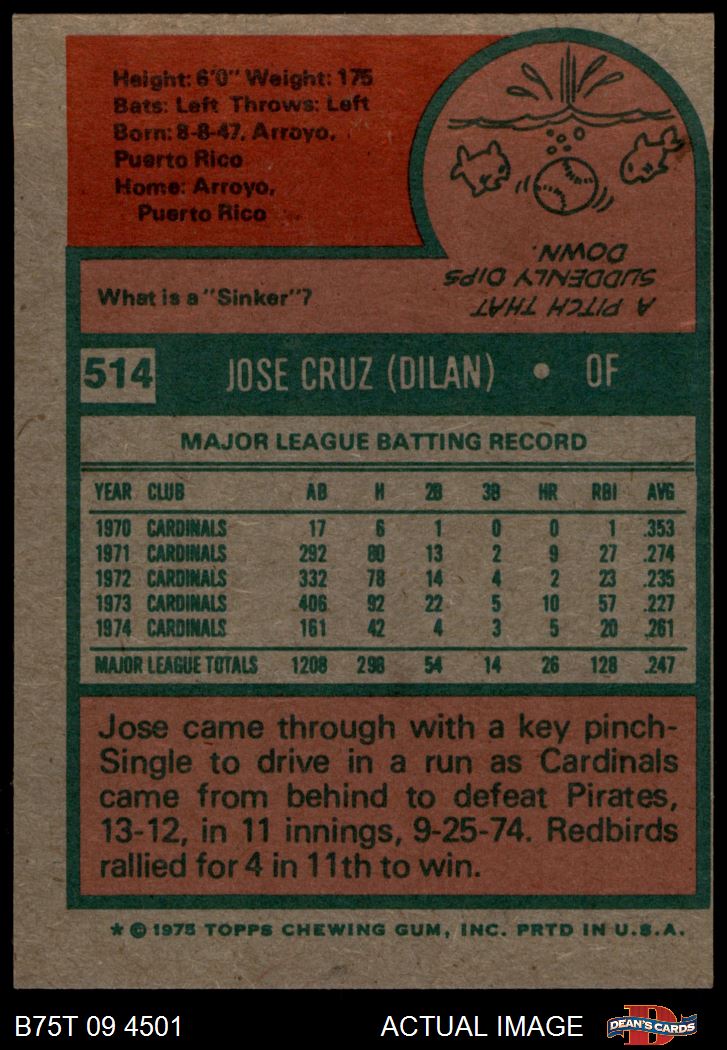 Height: 6'0" Weight: 175
Bats: Left Throws: Left
Born: 8-8-47, Arroyo,
Puerto Rico
Home: Arroyo,
Puerto Rico
What is a "Sinker"?
A PITCH THAT
SUDDENLY DIPS
DOWN.
514 JOSE CRUZ (DILAN) • OF
MAJOR LEAGUE BATTING RECORD
YEAR CLUB AB H 2B 3B HR RBI AVG
1970 CARDINALS 17 6 1 0 0 1 .353
1971 CARDINALS 292 80 13 2 9 27 .274
1972 CARDINALS 332 78 14 4 2 23 .235
1973 CARDINALS 406 92 22 5 10 57 .227
1974 CARDINALS 161 42 4 3 5 20 .261
MAJOR LEAGUE TOTALS 1208 298 54 14 26 128 .247
Jose came through with a key pinch-
Single to drive in a run as Cardinals
came from behind to defeat Pirates,
13-12, in 11 innings, 9-25-74. Redbirds
rallied for 4 in 11th to win.
* © 1975 TOPPS CHEWING GUM, INC. PRTD IN U.S.A.
B75T 09 4501 ACTUAL IMAGE D DEAN'S CARDS